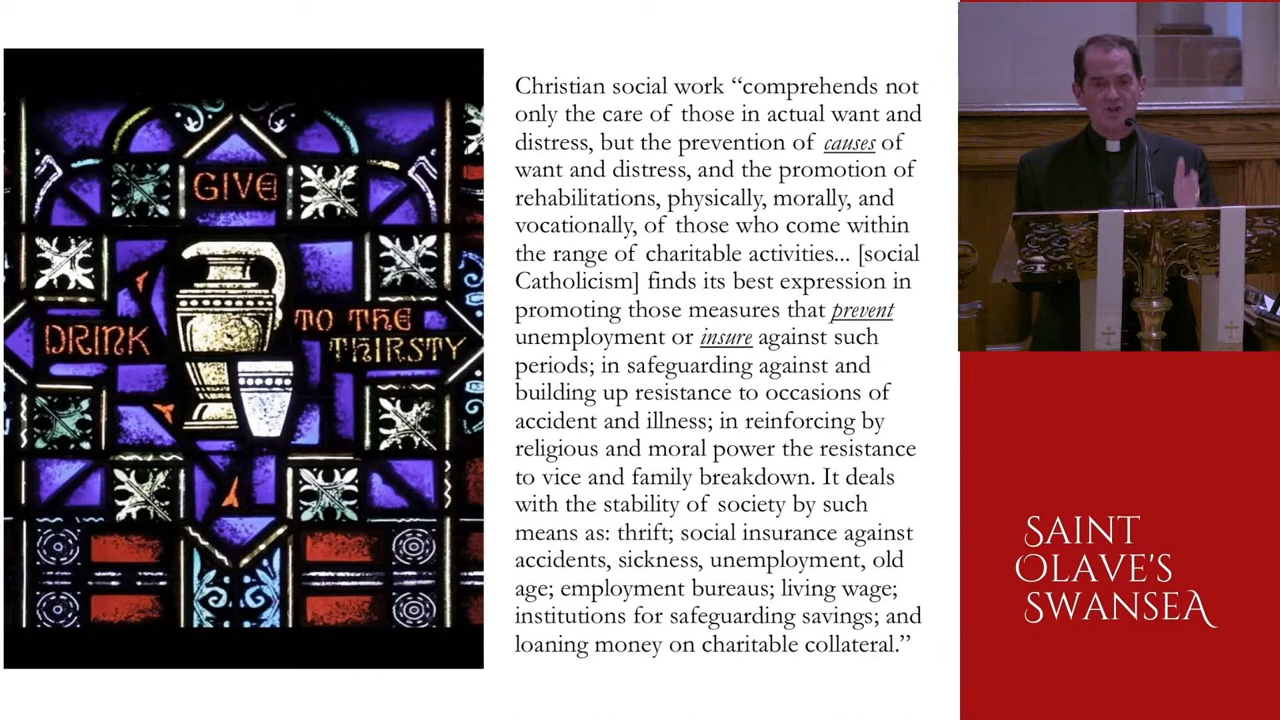 GIVE
DRINK
TO THE
THIRSTY
Christian social work “comprehends not
only the care of those in actual want and
distress, but the prevention of causes of
want and distress, and the promotion of
rehabilitations, physically, morally, and
vocationally, of those who come within
the range of charitable activities... [social
Catholicism] finds its best expression in
promoting those measures that prevent
unemployment or insure against such
periods; in safeguarding against and
building up resistance to occasions of
accident and illness; in reinforcing by
religious and moral power the resistance
to vice and family breakdown. It deals
with the stability of society by such
means as: thrift; social insurance against
accidents, sickness, unemployment, old
age; employment bureaus; living wage;
institutions for safeguarding savings; and
loaning money on charitable collateral.”
SAINT
OLAVE'S
SWANSEA